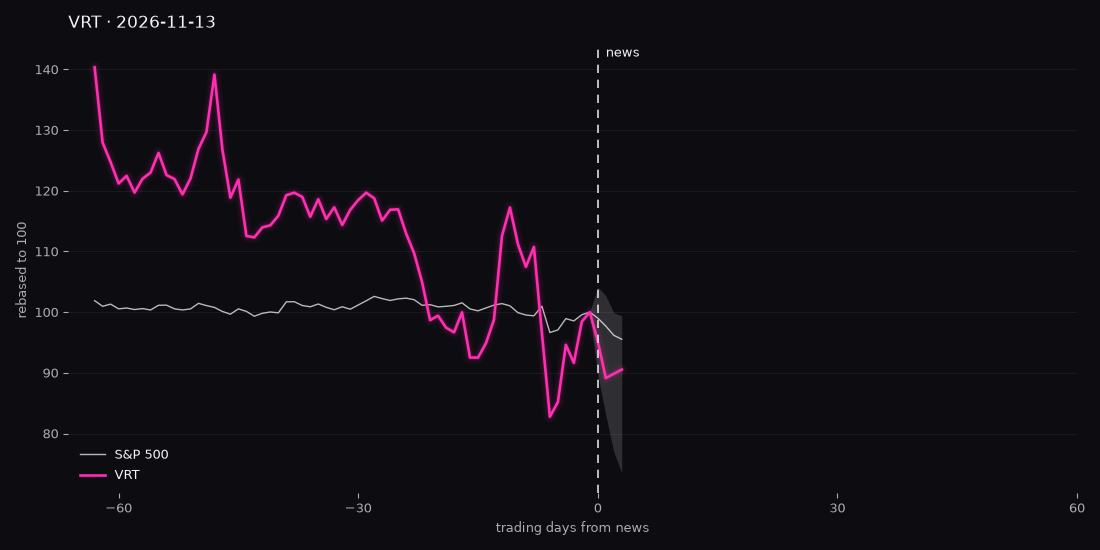 VRT · 2026-11-13
news
140
130
120
110
100
90
80
rebased to 100
S&P 500
VRT
−60
−30
0
30
60
trading days from news